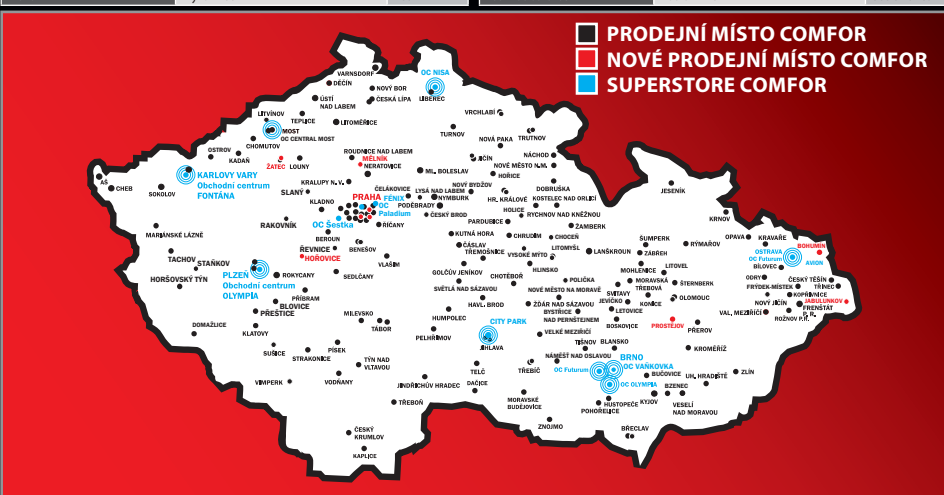 PRODEJNÍ MÍSTO COMFOR
NOVÉ PRODEJNÍ MÍSTO COMFOR
SUPERSTORE COMFOR
VARNSDORF
DĚČÍN
NOVÝ BOR
ČESKÁ LÍPA
ÚSTÍ
NAD LABEM
OC NISA
LIBEREC
LITVÍNOV
TEPLICE
LITOMĚŘICE
MOST
OC CENTRAL MOST
CHOMUTOV
VRCHLABÍ
TRUTNOV
TURNOV
NOVÁ PAKA
OSTROV
KADAŇ
ŽATEC
LOUNY
ROUDNICE NAD LABEM
MĚLNÍK
NERATOVICE
ML. BOLESLAV
JIČÍN
NÁCHOD
NOVÉ MĚSTO N.M.
HOŘICE
AŠ
CHEB
SOKOLOV
KARLOVY VARY
Obchodní centrum
FONTÁNA
SLANÝ
KRALUPY N. V.
KLADNO
ČELÁKOVICE
LYSÁ NAD LABEM
NYMBURK
NOVÝ BYDŽOV
DOBRUŠKA
JESENÍK
PRAHA
FÉNIX
OC
Paladium
PODĚBRADY
HR. KRÁLOVÉ
KOSTELEC NAD ORLICÍ
HOLICE
RYCHNOV NAD KNĚŽNOU
KRNOV
RAKOVNÍK
OC Šestka
ŘÍČANY
ČESKÝ BROD
PARDUBICE
ŽAMBERK
MARIÁNSKÉ LÁZNĚ
BEROUN
KUTNÁ HORA
CHRUDIM
CHOCEŇ
OPAVA
KRAVAŘE
BOHUMÍN
ŘEVNICE
BENEŠOV
ČÁSLAV
TŘEMOŠNICE
VYSOKÉ MÝTO
LITOMYŠL
LANŠKROUN
ŠUMPERK
ZÁBŘEH
RÝMAŘOV
OSTRAVA
OC Futurum
AVION
TACHOV
STAŇKOV
HOŘOVICE
VLAŠIM
HLINSKO
MOHLENICE
LITOVEL
BÍLOVEC
HORŠOVSKÝ TÝN
PLZEŇ
Obchodní centrum
OLYMPIA
ROKYCANY
SEDLČANY
GOLČŮV JENÍKOV
CHOTĚBOŘ
POLIČKA
MORAVSKÁ
TŘEBOVÁ
ŠTERNBERK
ODRY
ČESKÝ TĚŠÍN
TŘINEC
SVĚTLÁ NAD SÁZAVOU
NOVÉ MĚSTO NA MORAVĚ
SVITAVY
FRÝDEK-MÍSTEK
KOPŘIVNICE
PŘÍBRAM
BLOVICE
HAVL. BROD
ŽĎÁR NAD SÁZAVOU
JEVÍČKO
KONICE
OLOMOUC
NOVÝ JIČÍN
FRENŠTÁT
P. R.
JABLUNKOV
PŘEŠTICE
MILEVSKO
HUMPOLEC
BYSTŘICE
NAD PERNŠTEJNEM
LETOVICE
VAL. MEZIŘÍČÍ
ROŽNOV P.R.
DOMAŽLICE
KLATOVY
TÁBOR
PELHŘIMOV
CITY PARK
JIHLAVA
VELKÉ MEZIŘÍČÍ
BOSKOVICE
PROSTĚJOV
PŘEROV
SUŠICE
STRAKONICE
PÍSEK
TÝN NAD
VLTAVOU
TIŠNOV
BLANSKO
KROMĚŘÍŽ
NÁMĚŠT NAD OSLAVOU
TELČ
TŘEBÍČ
OC Futurum
BRNO
OC VAŇKOVKA
OC OLYMPIA
BUČOVICE
ZLÍN
VIMPERK
VODŇANY
JINDŘICHŮV HRADEC
DAČICE
BZENEC
UH. HRADIŠTĚ
TŘEBOŇ
MORAVSKÉ
BUDĚJOVICE
HUSTOPEČE
POHOŘELICE
KYJOV
VESELÍ
NAD MORAVOU
ZNOJMO
BŘECLAV
ČESKÝ
KRUMLOV
KAPLICE